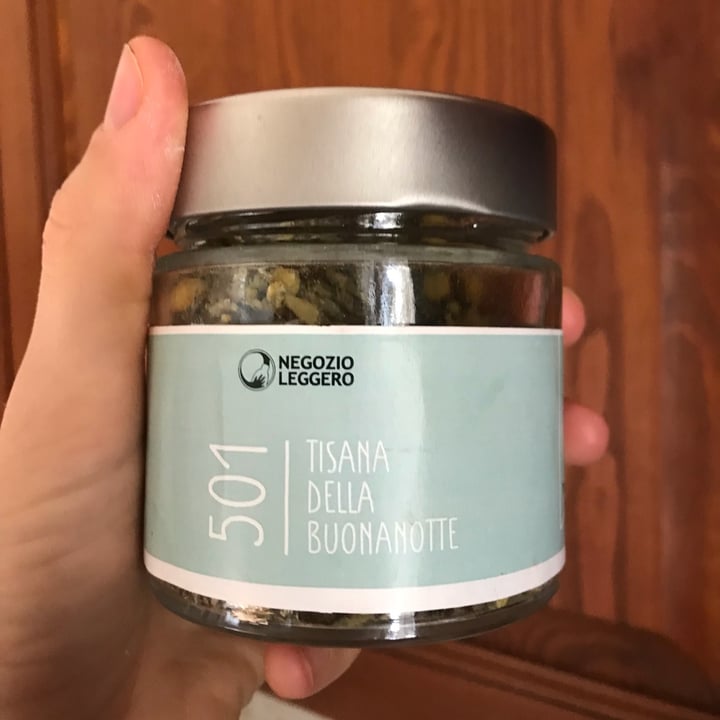 NEGOZIO
LEGGERO
501
TISANA
DELLA
BUONANOTTE